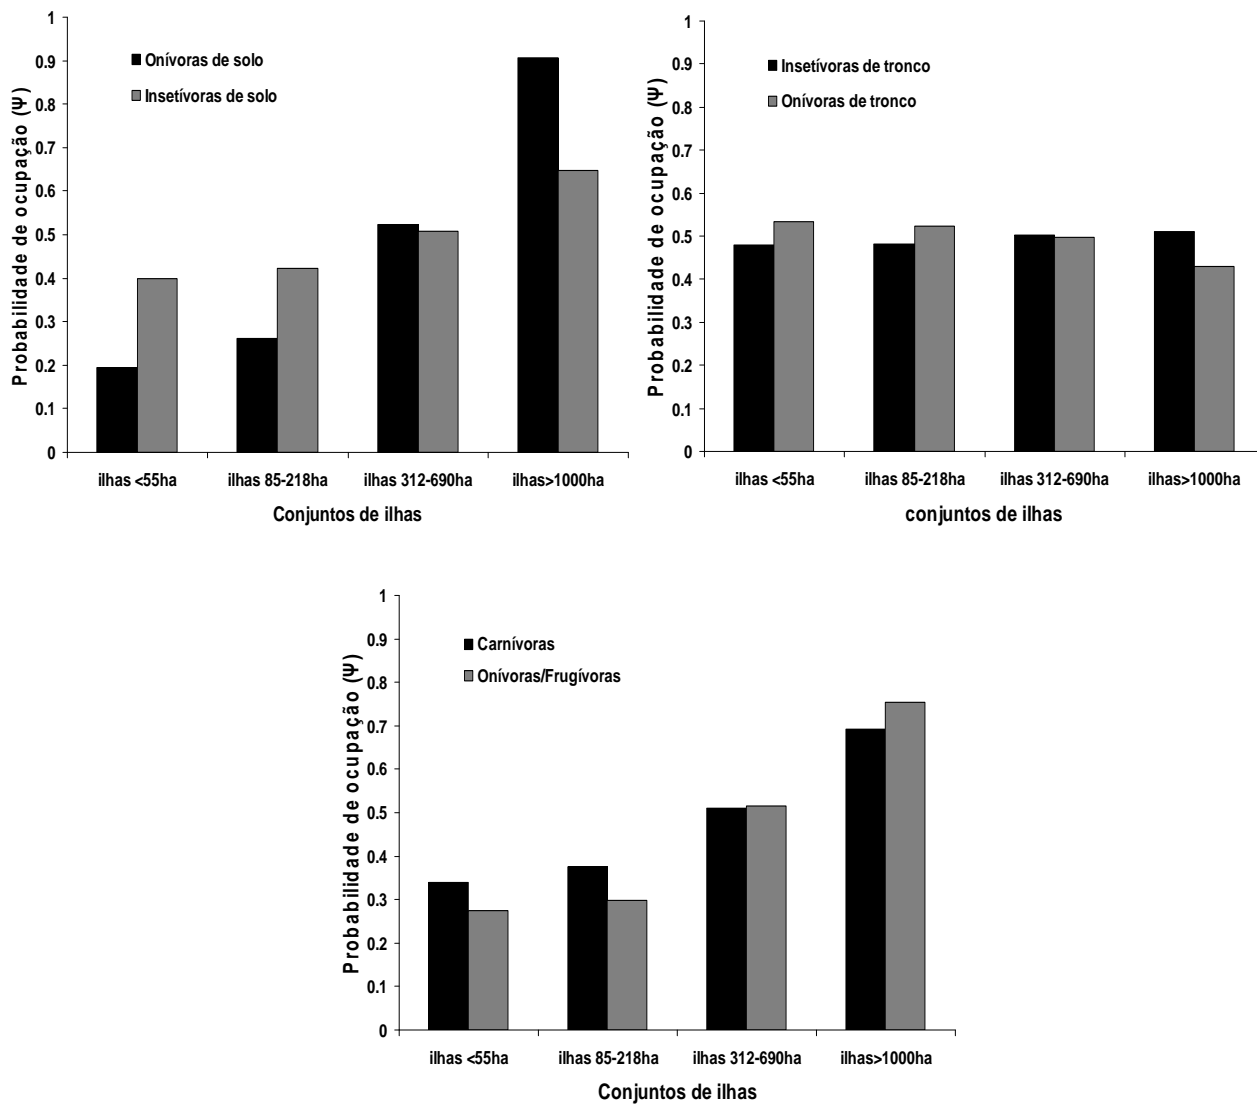 Probabilidade de ocupação (Ψ)
1
0.9
0.8
0.7
0.6
0.5
0.4
0.3
0.2
0.1
0
Onívoras de solo
Insetívoras de solo
ilhas <55ha
ilhas 85-218ha
ilhas 312-690ha
ilhas>1000ha
Conjuntos de ilhas
Probabilidade de ocupação (Ψ)
1
0.9
0.8
0.7
0.6
0.5
0.4
0.3
0.2
0.1
0
Insetívoras de tronco
Onívoras de tronco
ilhas <55ha
ilhas 85-218ha
ilhas 312-690ha
ilhas>1000ha
conjuntos de ilhas
Probabilidade de ocupação (Ψ)
1
0.9
0.8
0.7
0.6
0.5
0.4
0.3
0.2
0.1
0
Carnívoras
Onívoras/Frugívoras
ilhas <55ha
ilhas 85-218ha
ilhas 312-690ha
ilhas>1000ha
Conjuntos de ilhas